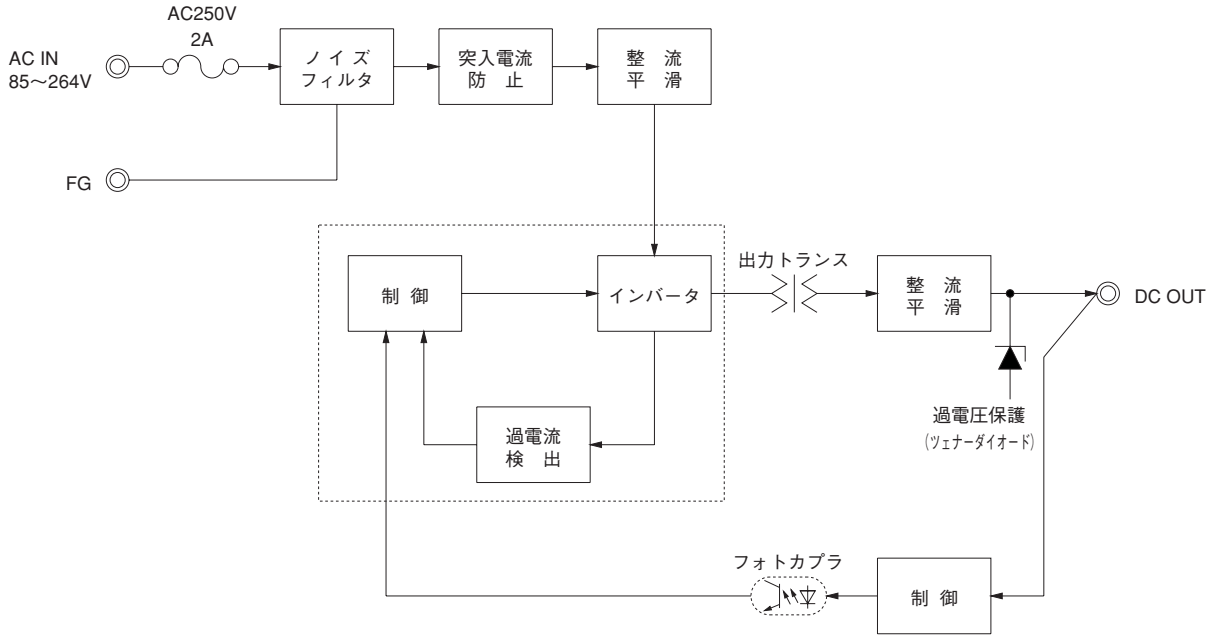 AC250V
2A
AC IN
85〜264V
ノイズ
フィルタ
突入電流
防 止
整 流
平 滑
FG
制 御
インバータ
出力トランス
整 流
平 滑
DC OUT
過電流
検 出
過電圧保護
(ツェナーダイオード)
フォトカプラ
制 御